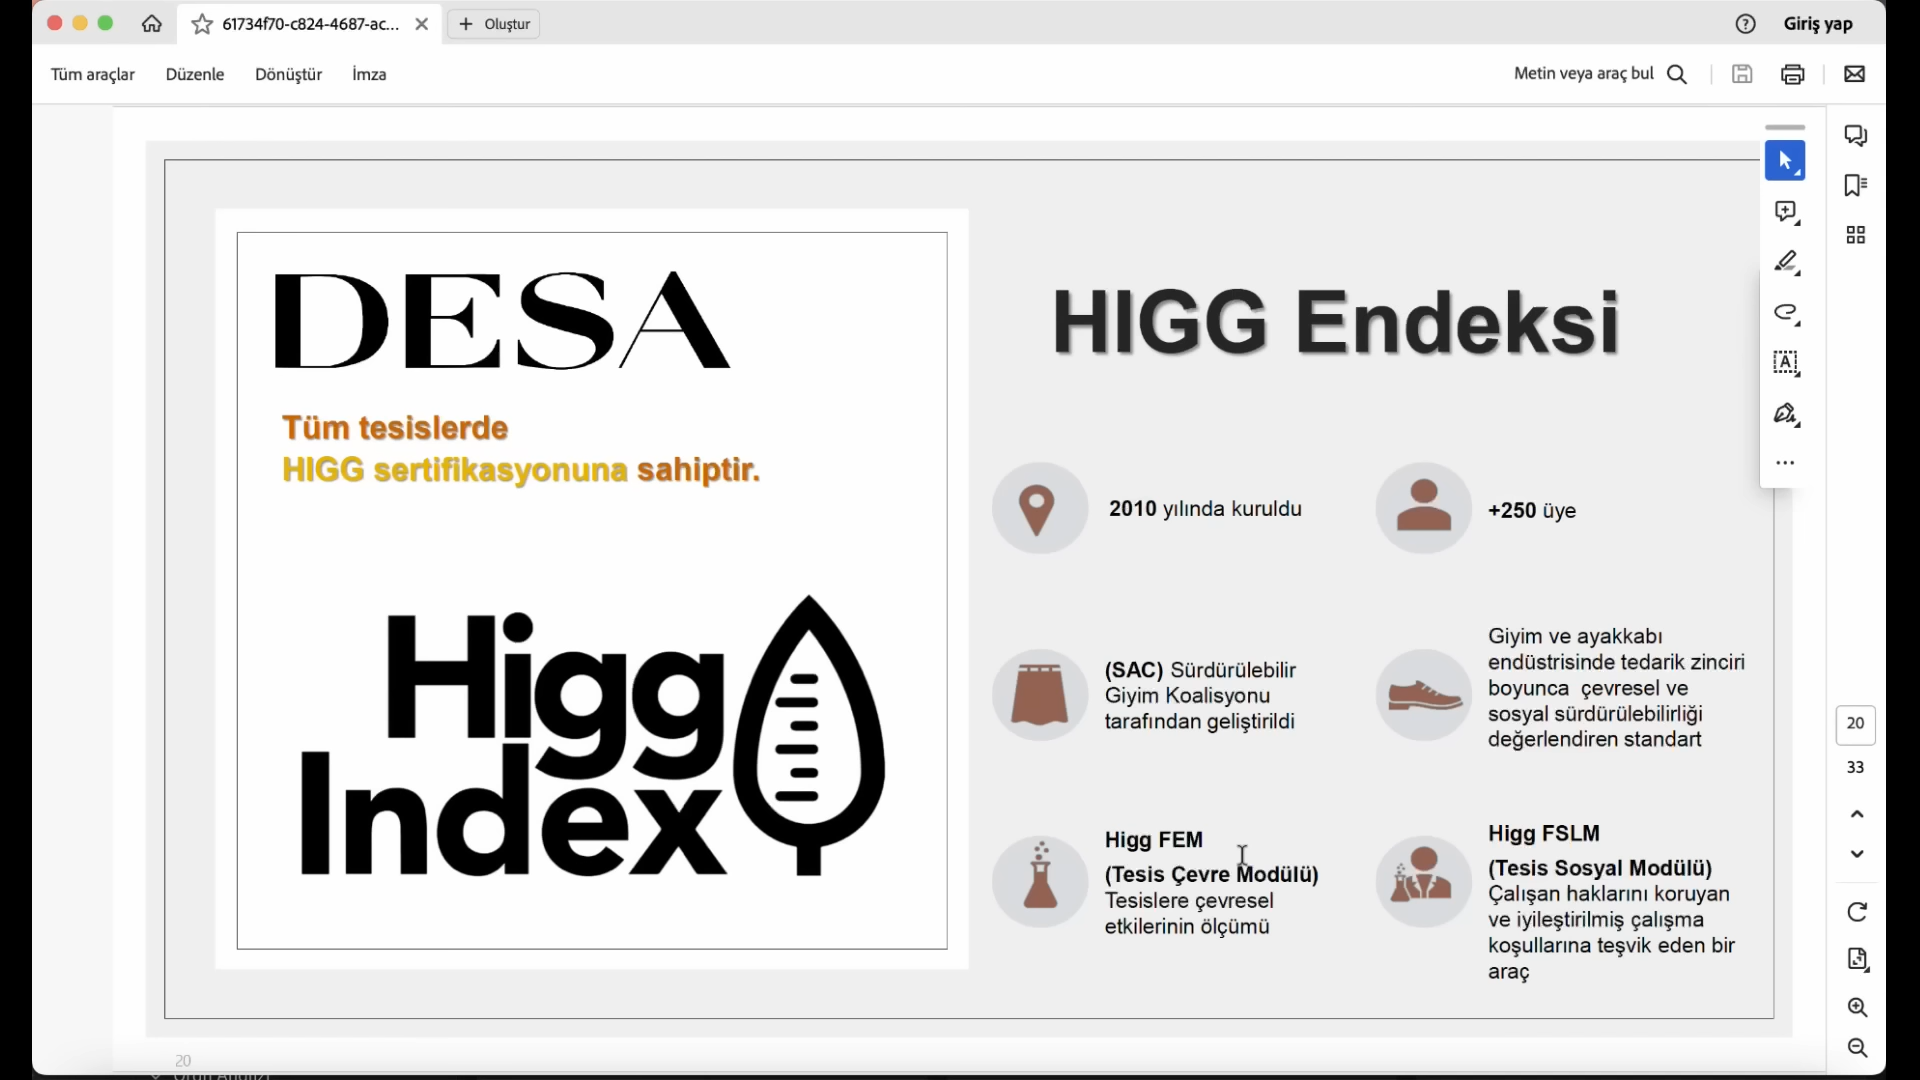 61734f70-c824-4687-ac...
Oluştur
Giriş yap
Tüm araçlar
Düzenle
Dönüştür
İmza
Metin veya araç bul
DESA
Tüm tesislerde
HIGG sertifikasyonuna sahiptir.
Higg
Index
HIGG Endeksi
2010 yılında kuruldu
+250 üye
(SAC) Sürdürülebilir
Giyim Koalisyonu
tarafından geliştirildi
Giyim ve ayakkabı
endüstrisinde tedarik zinciri
boyunca çevresel ve
sosyal sürdürülebilirliği
değerlendiren standart
Higg FEM
(Tesis Çevre Modülü)
Tesislere çevresel
etkilerinin ölçümü
Higg FSLM
(Tesis Sosyal Modülü)
Çalışan haklarını koruyan
ve iyileştirilmiş çalışma
koşullarına teşvik eden bir
araç
20
33
20